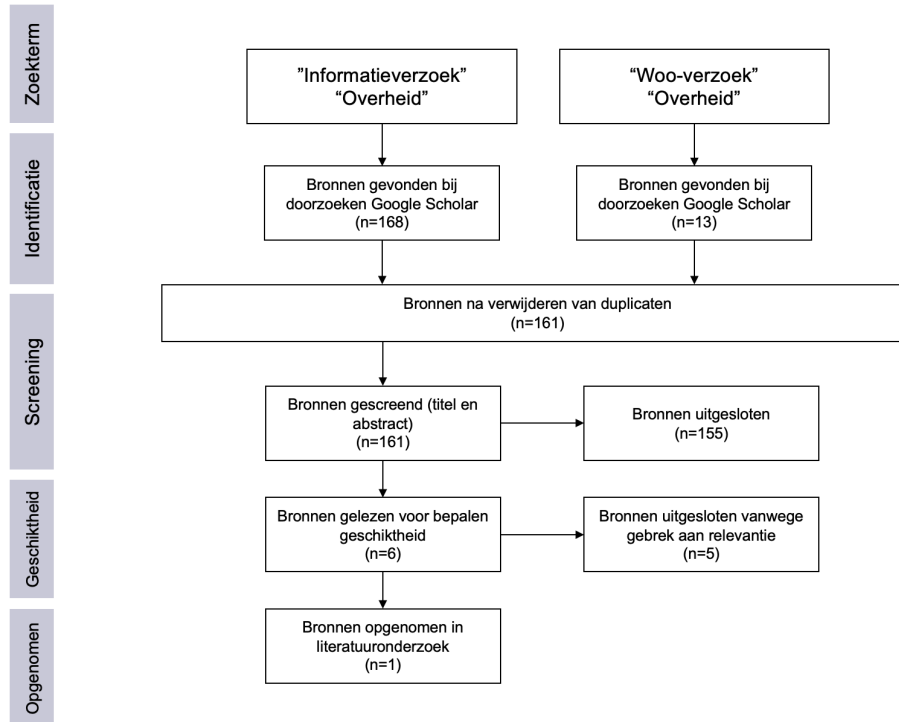 Zoekterm
”Informatieverzoek”
“Overheid”
“Woo-verzoek”
“Overheid”
Identificatie
Bronnen gevonden bij
doorzoeken Google Scholar
(n=168)
Bronnen gevonden bij
doorzoeken Google Scholar
(n=13)
Screening
Bronnen na verwijderen van duplicaten
(n=161)
Bronnen gescreend (titel en
abstract)
(n=161)
Bronnen uitgesloten
(n=155)
Geschiktheid
Bronnen gelezen voor bepalen
geschiktheid
(n=6)
Bronnen uitgesloten vanwege
gebrek aan relevantie
(n=5)
Opgenomen
Bronnen opgenomen in
literatuuronderzoek
(n=1)